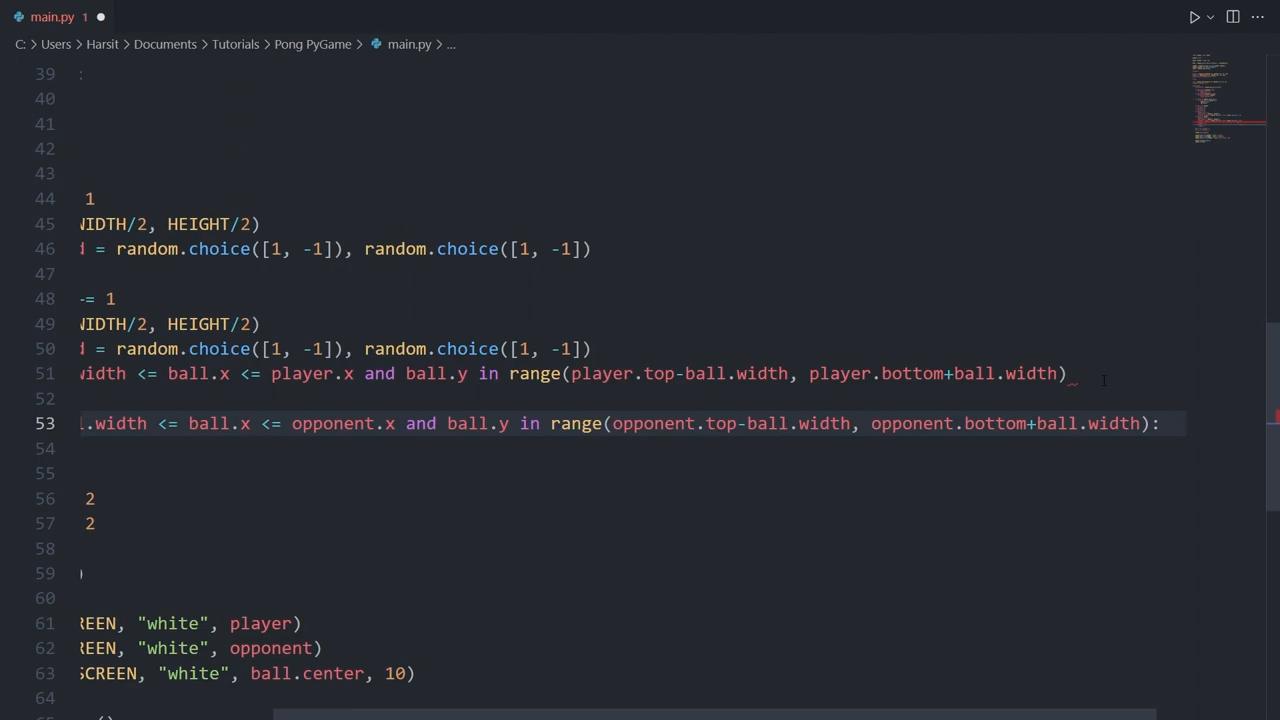 main.py 1
C: > Users > Harsit > Documents > Tutorials > Pong PyGame > main.py > ...
39 :
40
41
42
43
44 1
45 WIDTH/2, HEIGHT/2)
46 d = random.choice([1, -1]), random.choice([1, -1])
47
48 -= 1
49 WIDTH/2, HEIGHT/2)
50 d = random.choice([1, -1]), random.choice([1, -1])
51 width <= ball.x <= player.x and ball.y in range(player.top-ball.width, player.bottom+ball.width)
52
53 l.width <= ball.x <= opponent.x and ball.y in range(opponent.top-ball.width, opponent.bottom+ball.width):
54
55
56 2
57 2
58
59 )
60
61 REEN, "white", player)
62 REEN, "white", opponent)
63 SCREEN, "white", ball.center, 10)
64
65 ()